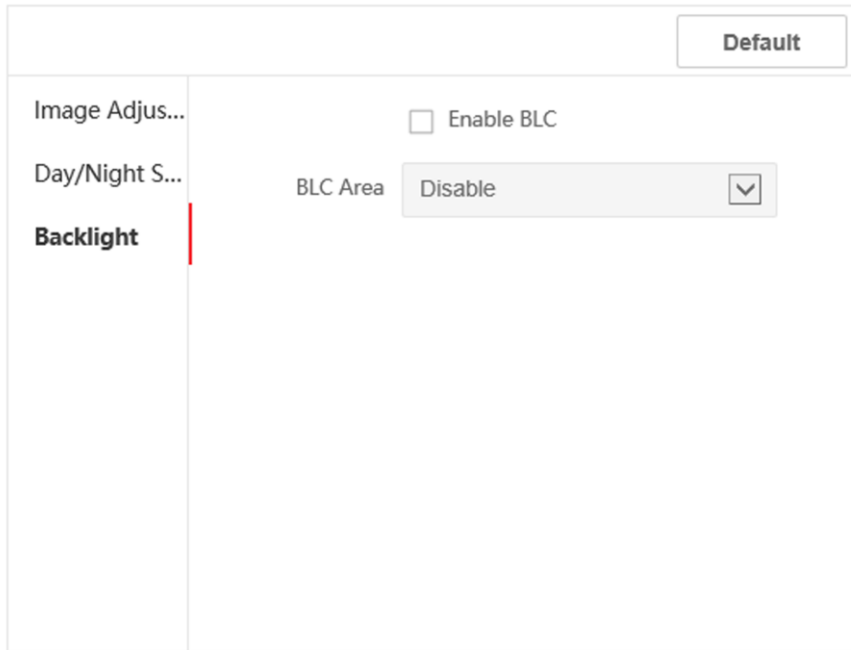 Default
Image Adjus...
Day/Night S...
Backlight
Enable BLC
BLC Area Disable